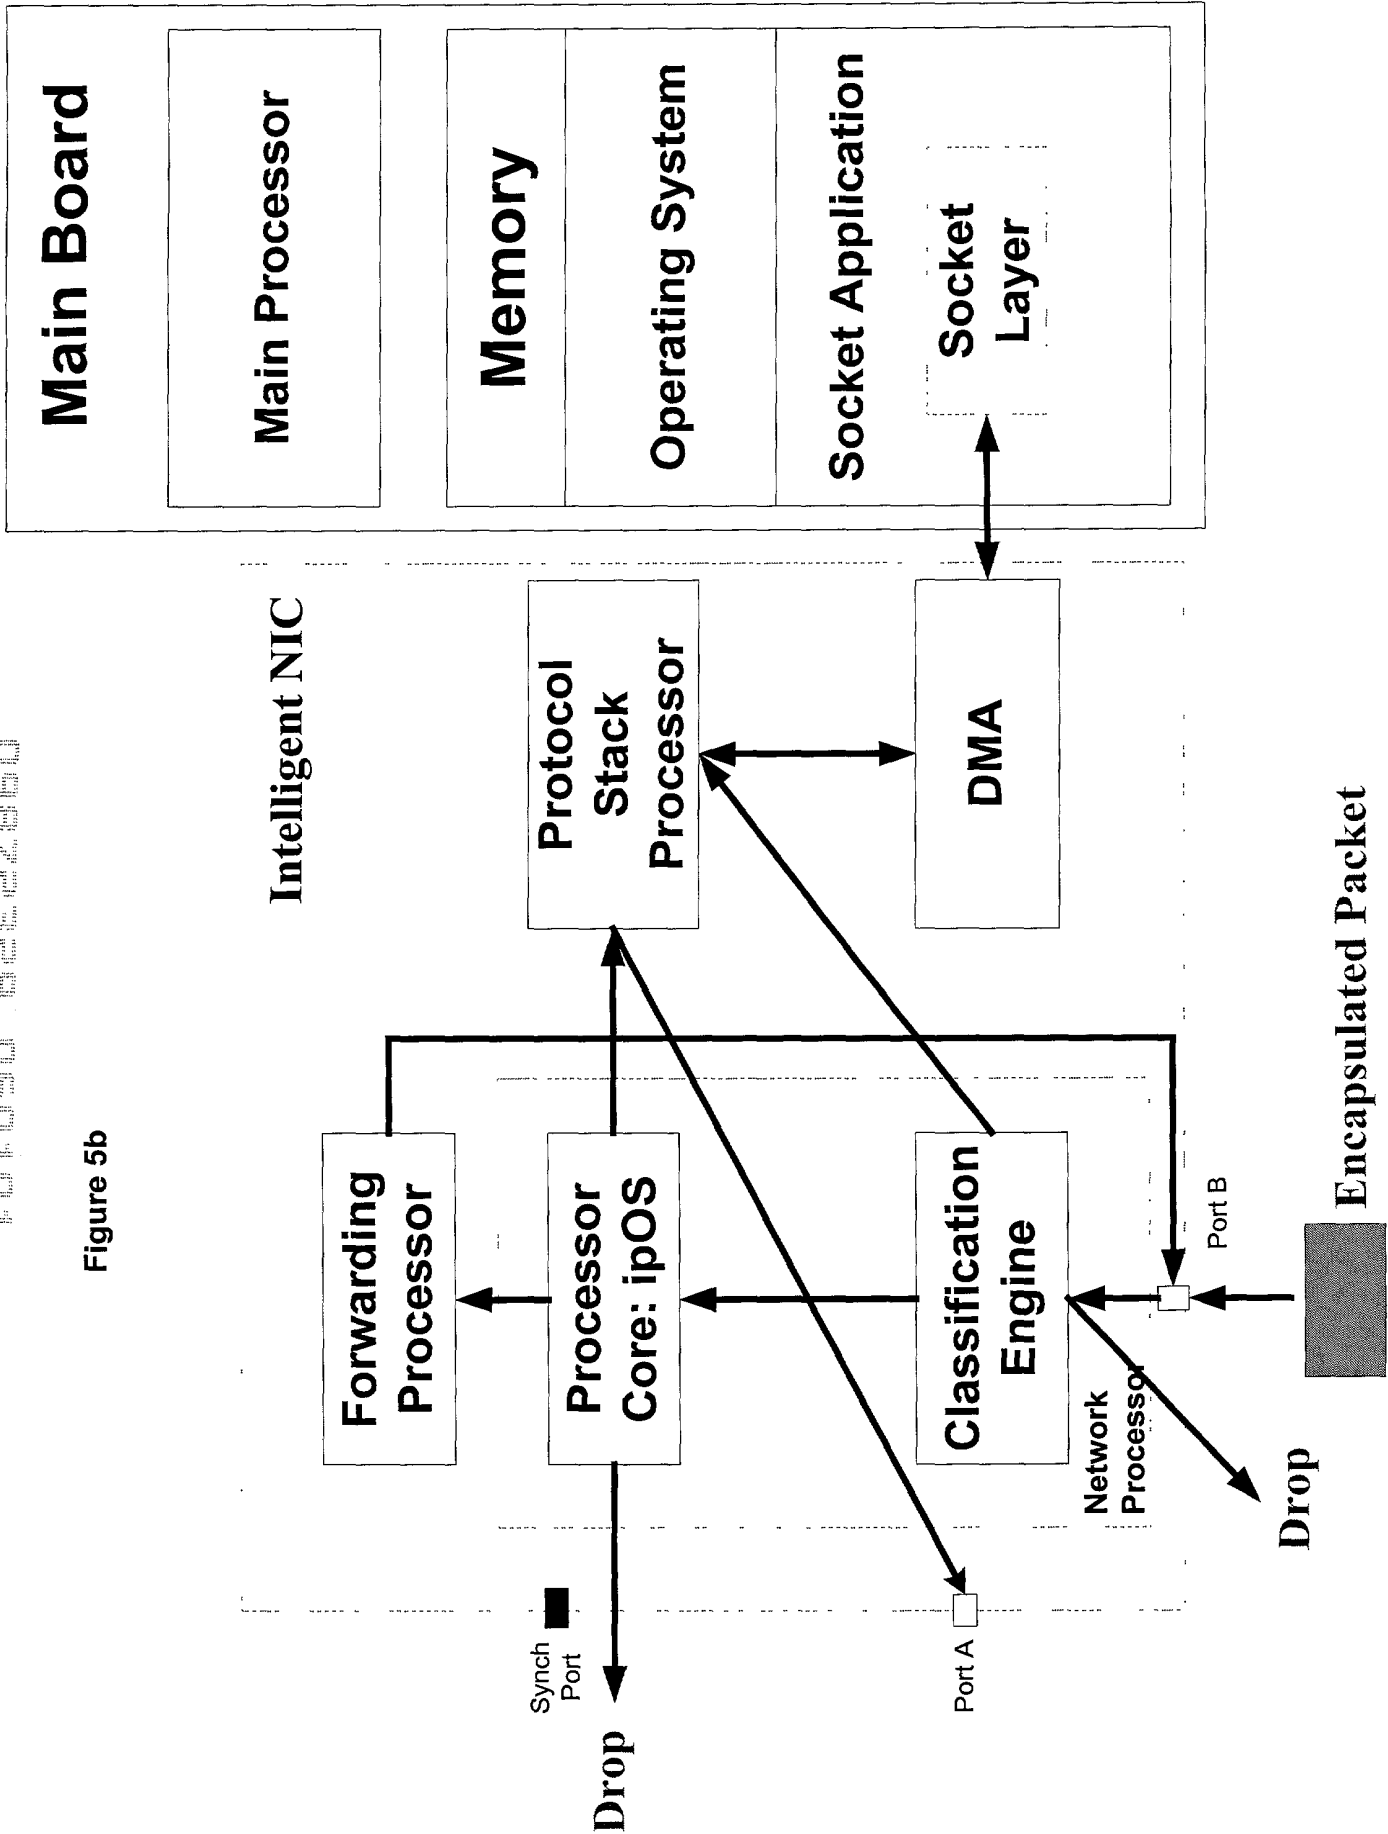 Figure 5b
Main Board
Main Processor
Memory
Operating System
Socket Application
Socket
Layer
Intelligent NIC
Protocol
Stack
Processor
DMA
Forwarding
Processor
Processor
Core: ipOS
Classification
Engine
Network
Processor
Synch
Port
Drop
Port A
Port B
Drop
Encapsulated Packet